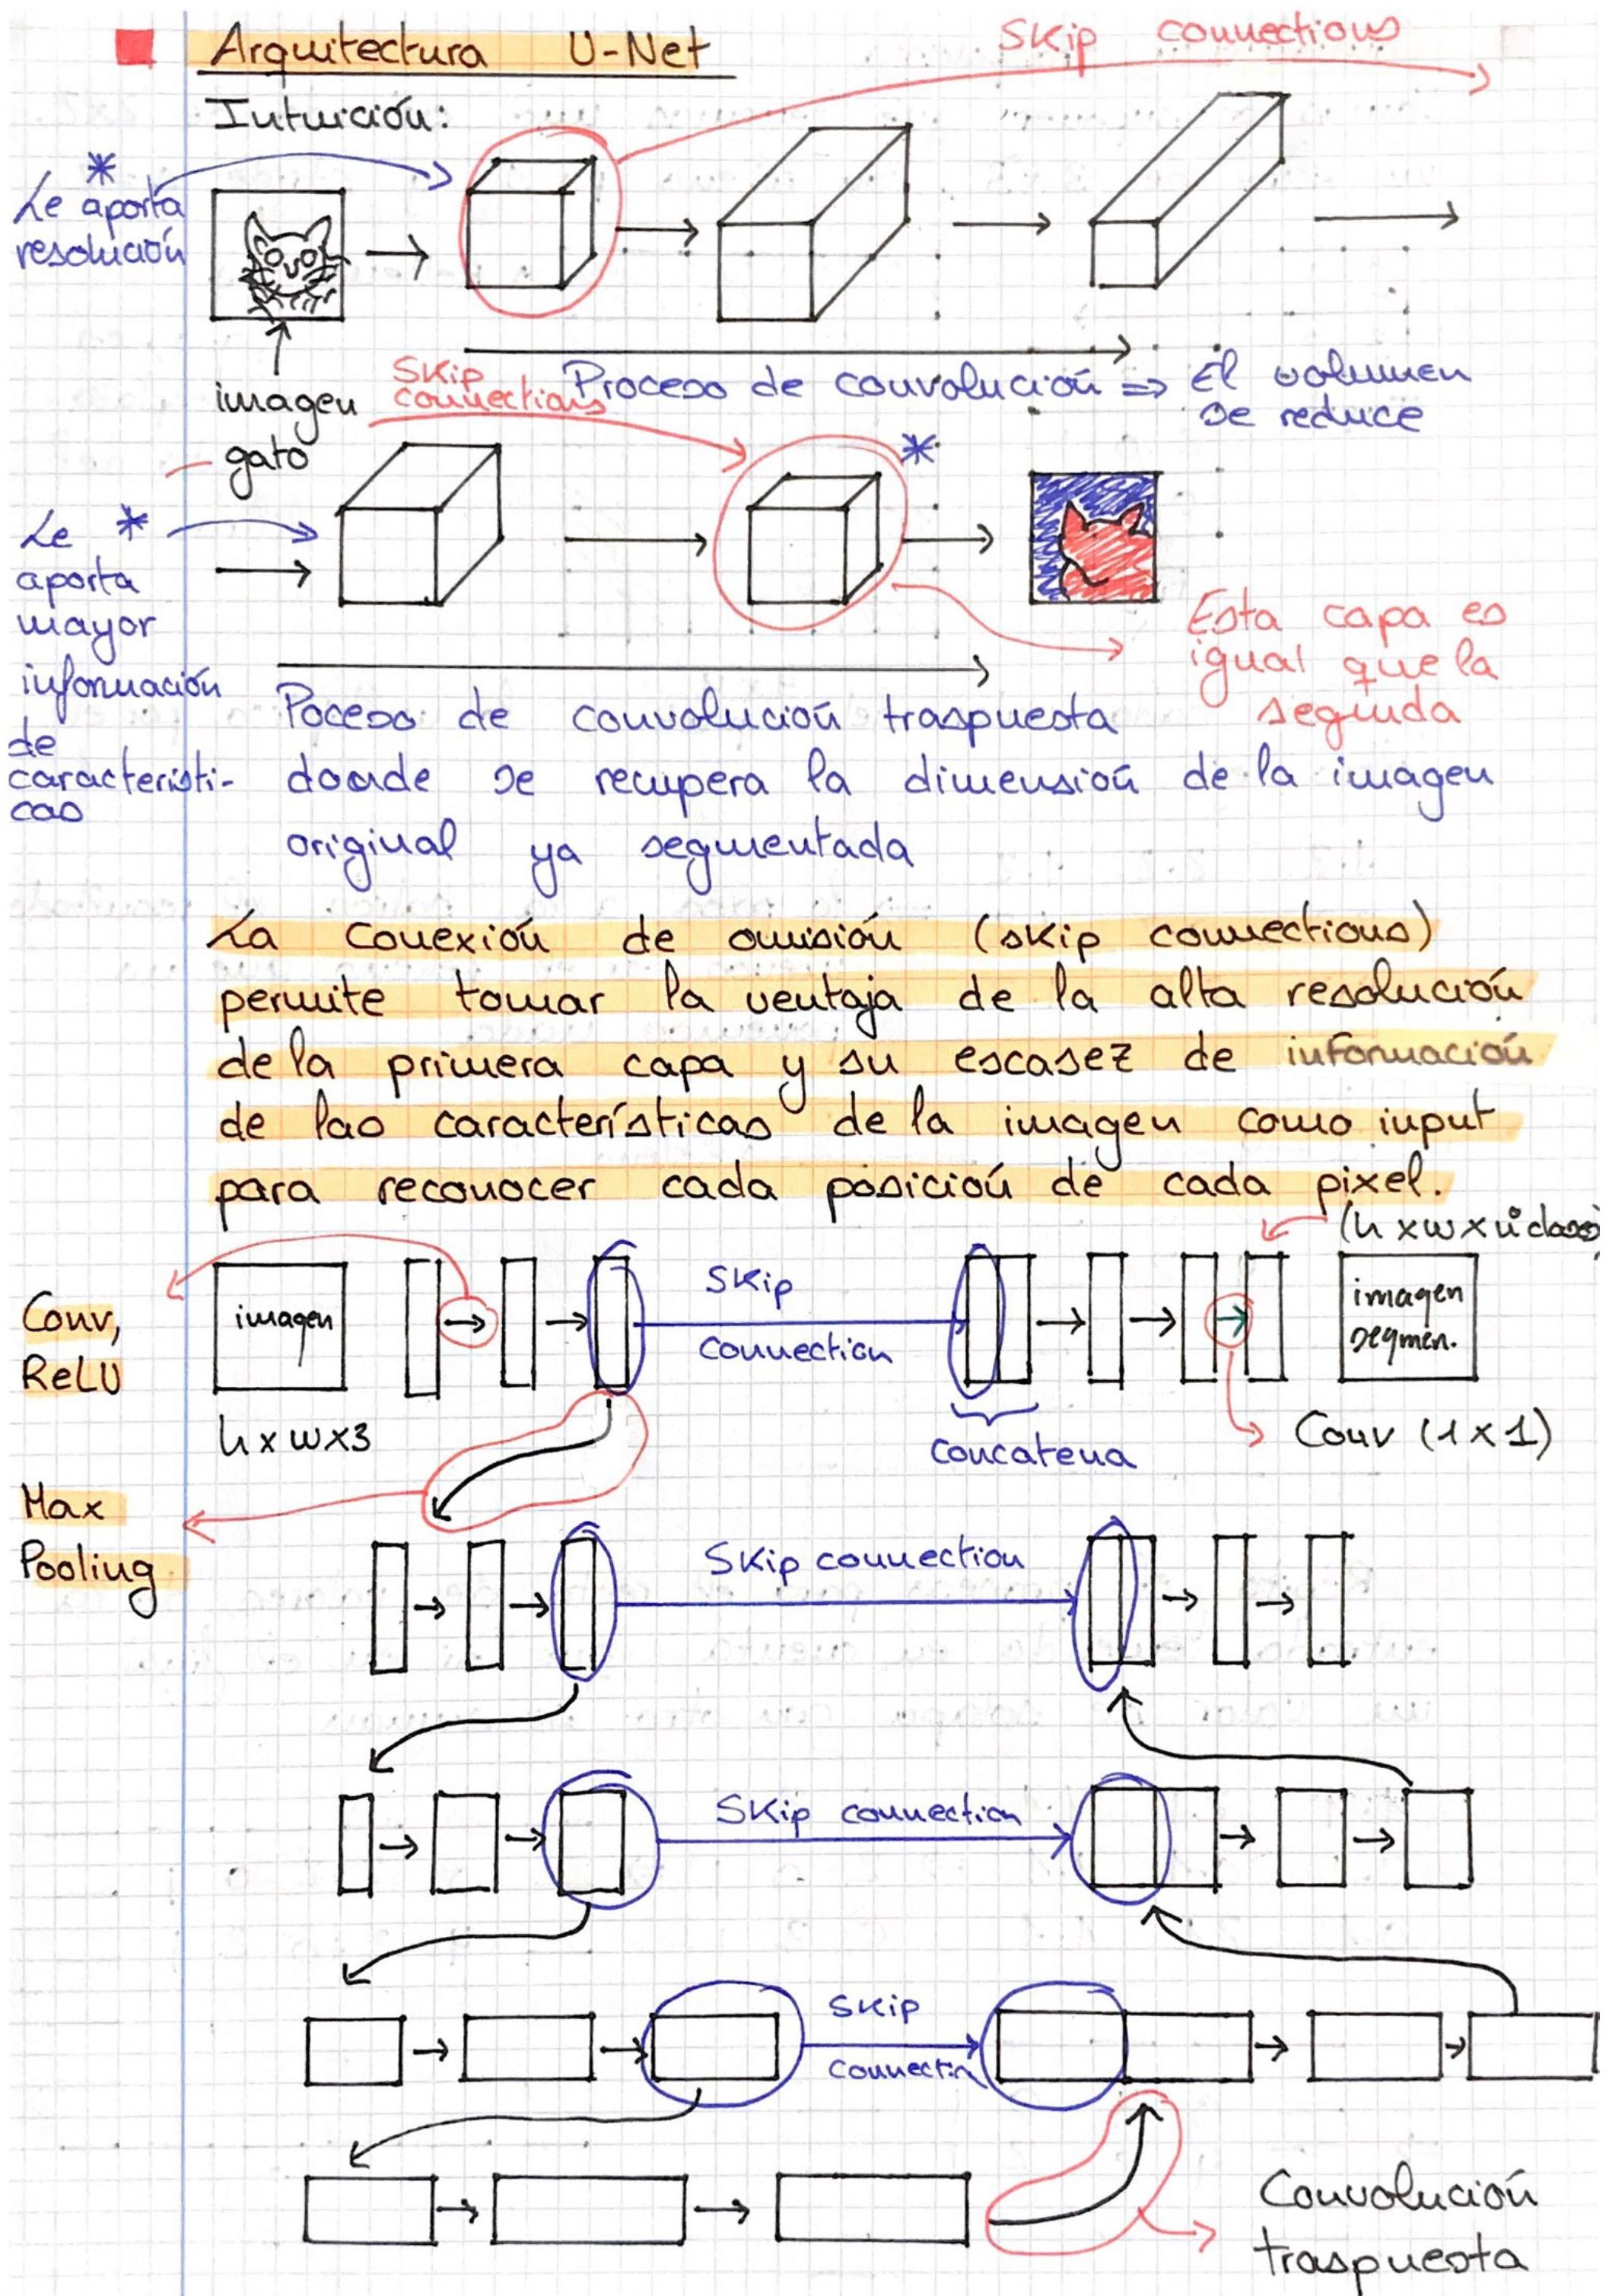 Arquitectura U-Net
Skip connections
Intuición:
*
Le aporta
resolución
imagen
gato
Skip
connections
Proceso de convolución => El volumen
se reduce
*
Le *
aporta
mayor
información
de
característi-
cas
Esta capa es
igual que la
segunda
Poceso de convolución traspuesta
doonde se recupera la dimensión de la imagen
original ya segmentada
La conexión de omisión (skip connections)
permite tomar la ventaja de la alta resolución
de la primera capa y su escasez de información
de las características de la imagen como input
para reconocer cada posición de cada pixel.
(h x w x nº clases)
Conv,
ReLU
imagen
Skip
connection
imagen
segmen.
h x w x 3
concatena
Conv (1 x 1)
Max
Pooling
Skip connection
Skip connection
Skip
connectin
Convolución
traspuesta